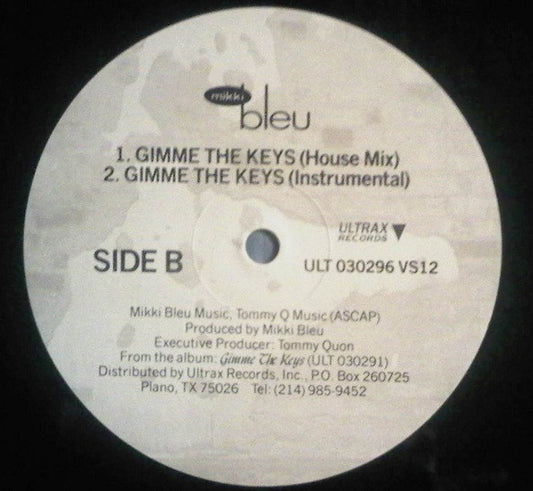 mikki
bleu
1. GIMME THE KEYS (House Mix)
2. GIMME THE KEYS (Instrumental)
ULTRAX
RECORDS
SIDE B
ULT 030296 VS12
Mikki Bleu Music, Tommy Q Music (ASCAP)
Produced by Mikki Bleu
Executive Producer: Tommy Quon
From the album: Gimme The Keys (ULT 030291)
Distributed by Ultrax Records, Inc., P.O. Box 260725
Plano, TX 75026 Tel: (214) 985-9452